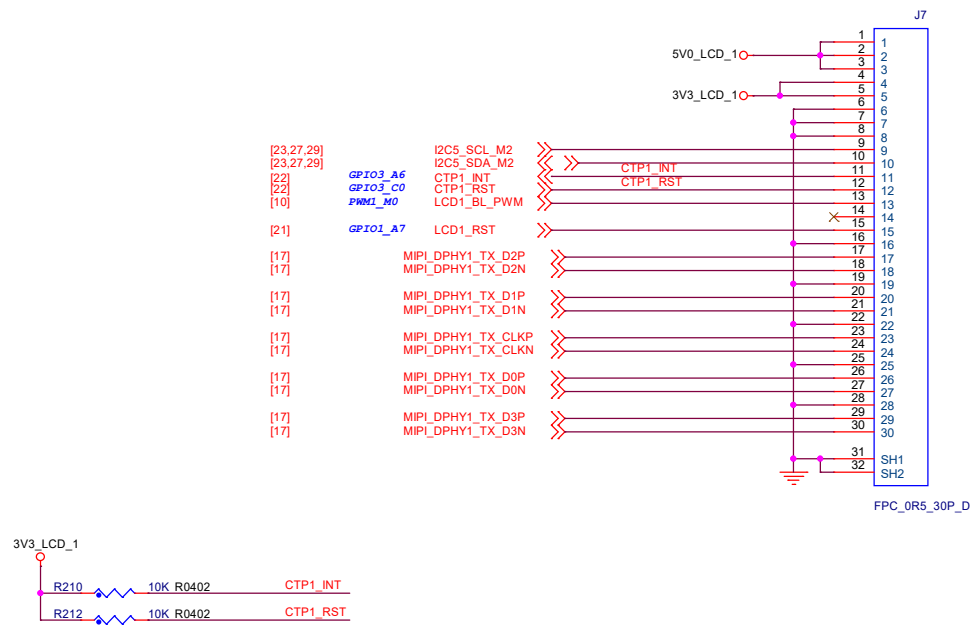 J7
5V0_LCD_1
3V3_LCD_1
1 1
2 2
3 3
4 4
5 5
6 6
7 7
8 8
[23,27,29] I2C5_SCL_M2 9 9
[23,27,29] I2C5_SDA_M2 10 10
[22] GPIO3_A6 CTP1_INT CTP1_INT 11 11
[22] GPIO3_C0 CTP1_RST CTP1_RST 12 12
[10] PWM1_M0 LCD1_BL_PWM 13 13
14 14
[21] GPIO1_A7 LCD1_RST 15 15
16 16
[17] MIPI_DPHY1_TX_D2P 17 17
[17] MIPI_DPHY1_TX_D2N 18 18
19 19
[17] MIPI_DPHY1_TX_D1P 20 20
[17] MIPI_DPHY1_TX_D1N 21 21
22 22
[17] MIPI_DPHY1_TX_CLKP 23 23
[17] MIPI_DPHY1_TX_CLKN 24 24
25 25
[17] MIPI_DPHY1_TX_D0P 26 26
[17] MIPI_DPHY1_TX_D0N 27 27
28 28
[17] MIPI_DPHY1_TX_D3P 29 29
[17] MIPI_DPHY1_TX_D3N 30 30
31 SH1
32 SH2
FPC_0R5_30P_D
3V3_LCD_1
R210 10K R0402 CTP1_INT
R212 10K R0402 CTP1_RST